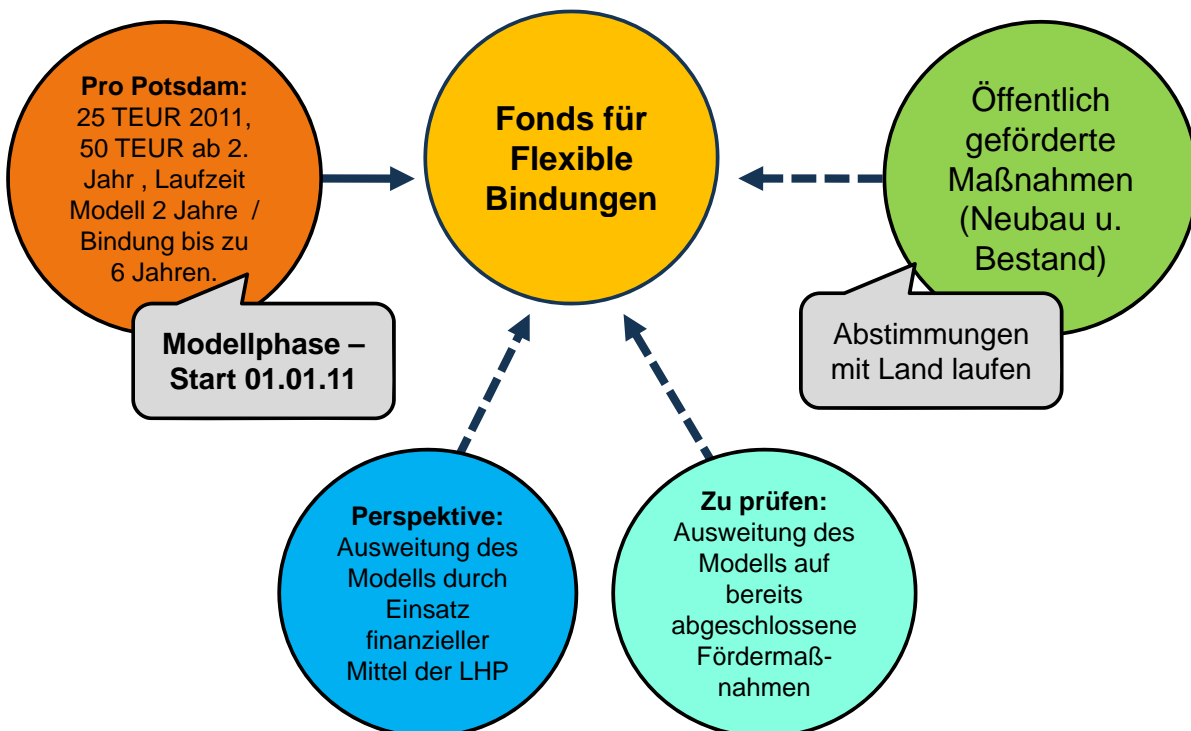 Pro Potsdam:
25 TEUR 2011,
50 TEUR ab 2.
Jahr , Laufzeit
Modell 2 Jahre /
Bindung bis zu
6 Jahren.
Modellphase –
Start 01.01.11
Fonds für
Flexible
Bindungen
Öffentlich
geförderte
Maßnahmen
(Neubau u.
Bestand)
Abstimmungen
mit Land laufen
Perspektive:
Ausweitung des
Modells durch
Einsatz
finanzieller
Mittel der LHP
Zu prüfen:
Ausweitung des
Modells auf
bereits
abgeschlossene
Fördermaß-
nahmen